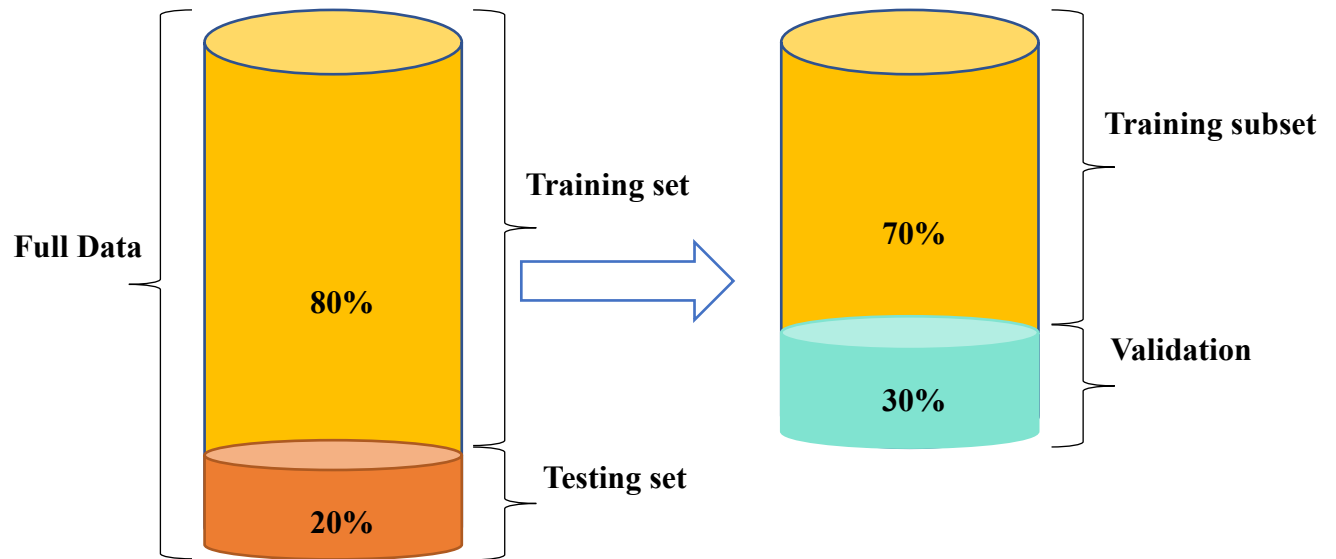 Full Data
80%
20%
Training set
Testing set
70%
30%
Training subset
Validation